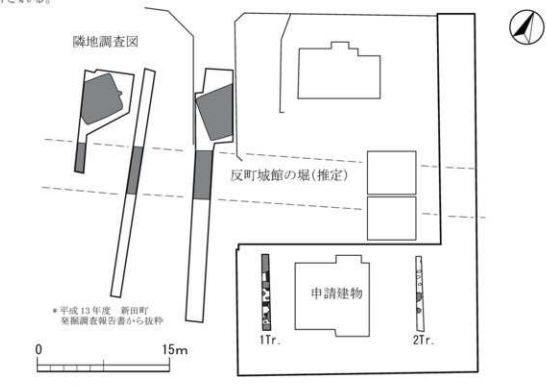 隣地調査図
反町城館の堀(推定)
申請建物
1Tr.
2Tr.
*平成13年度 新田町
発掘調査報告書から抜粋
0 15m